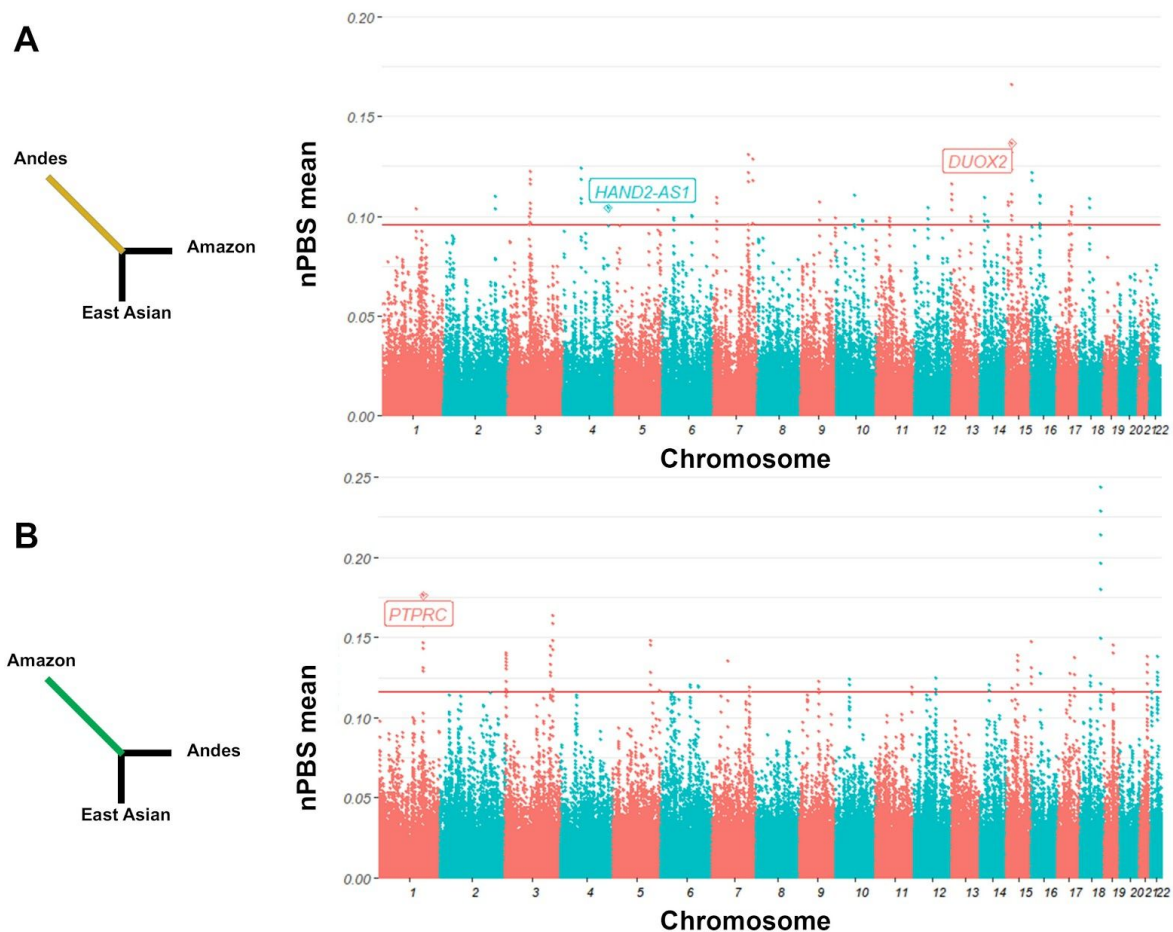 A
Andes
Amazon
East Asian
nPBS mean
0.20
0.15
0.10
0.05
0.00
HAND2-AS1
DUOX2
1 2 3 4 5 6 7 8 9 10 11 12 13 14 15 16 17 18 19 20 21 22
Chromosome
B
Amazon
Andes
East Asian
nPBS mean
0.25
0.20
0.15
0.10
0.05
0.00
PTPRC
1 2 3 4 5 6 7 8 9 10 11 12 13 14 15 16 17 18 19 20 21 22
Chromosome